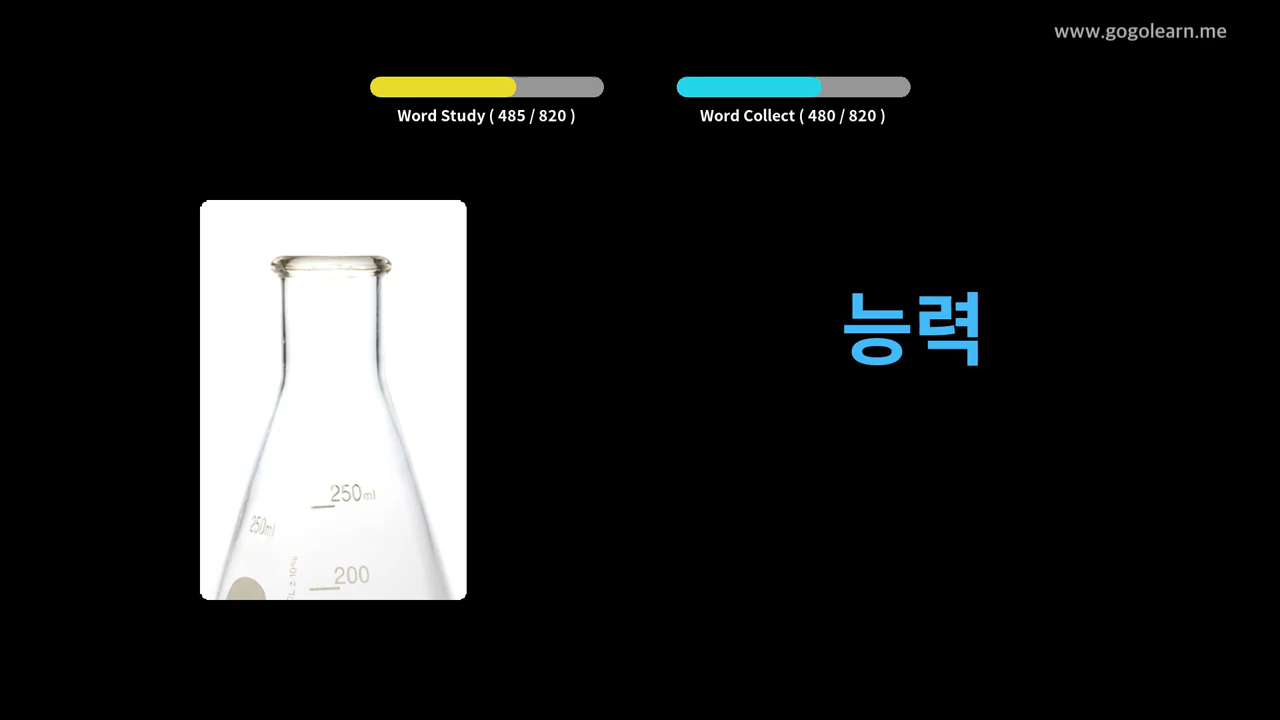 www.gogolearn.me
Word Study ( 485 / 820 )
Word Collect ( 480 / 820 )
능력
250ml
250ml
200